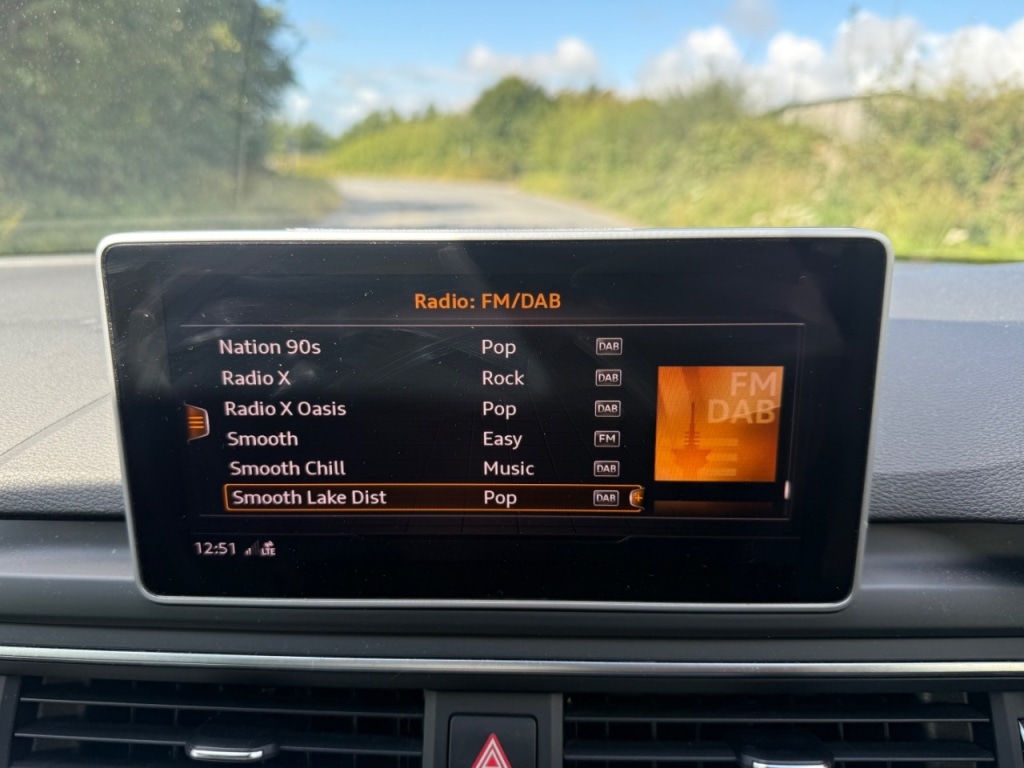 Radio: FM/DAB
Nation 90s Pop DAB
Radio X Rock DAB
Radio X Oasis Pop DAB
Smooth Easy FM
Smooth Chill Music DAB
Smooth Lake Dist Pop DAB
FM
DAB
12:51 LTE